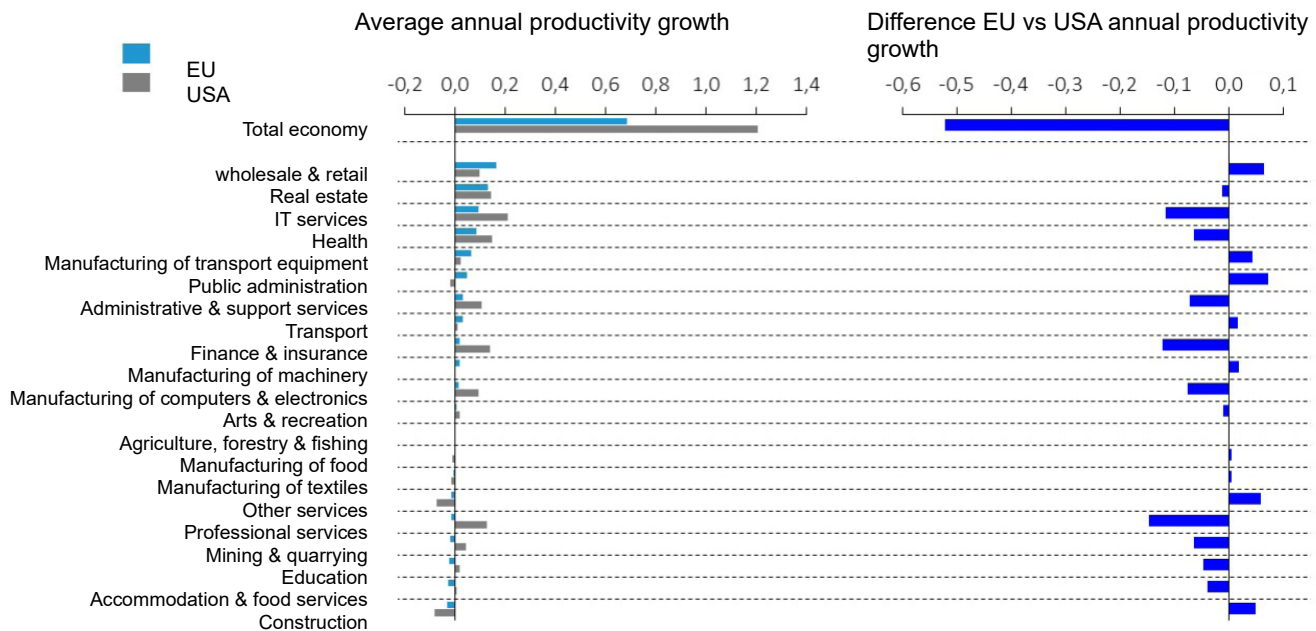 Average annual productivity growth
Difference EU vs USA annual productivity
growth
EU
USA
-0,2 0,0 0,2 0,4 0,6 0,8 1,0 1,2 1,4
-0,6 -0,5 -0,4 -0,3 -0,2 -0,1 0,0 0,1
Total economy
wholesale & retail
Real estate
IT services
Health
Manufacturing of transport equipment
Public administration
Administrative & support services
Transport
Finance & insurance
Manufacturing of machinery
Manufacturing of computers & electronics
Arts & recreation
Agriculture, forestry & fishing
Manufacturing of food
Manufacturing of textiles
Other services
Professional services
Mining & quarrying
Education
Accommodation & food services
Construction